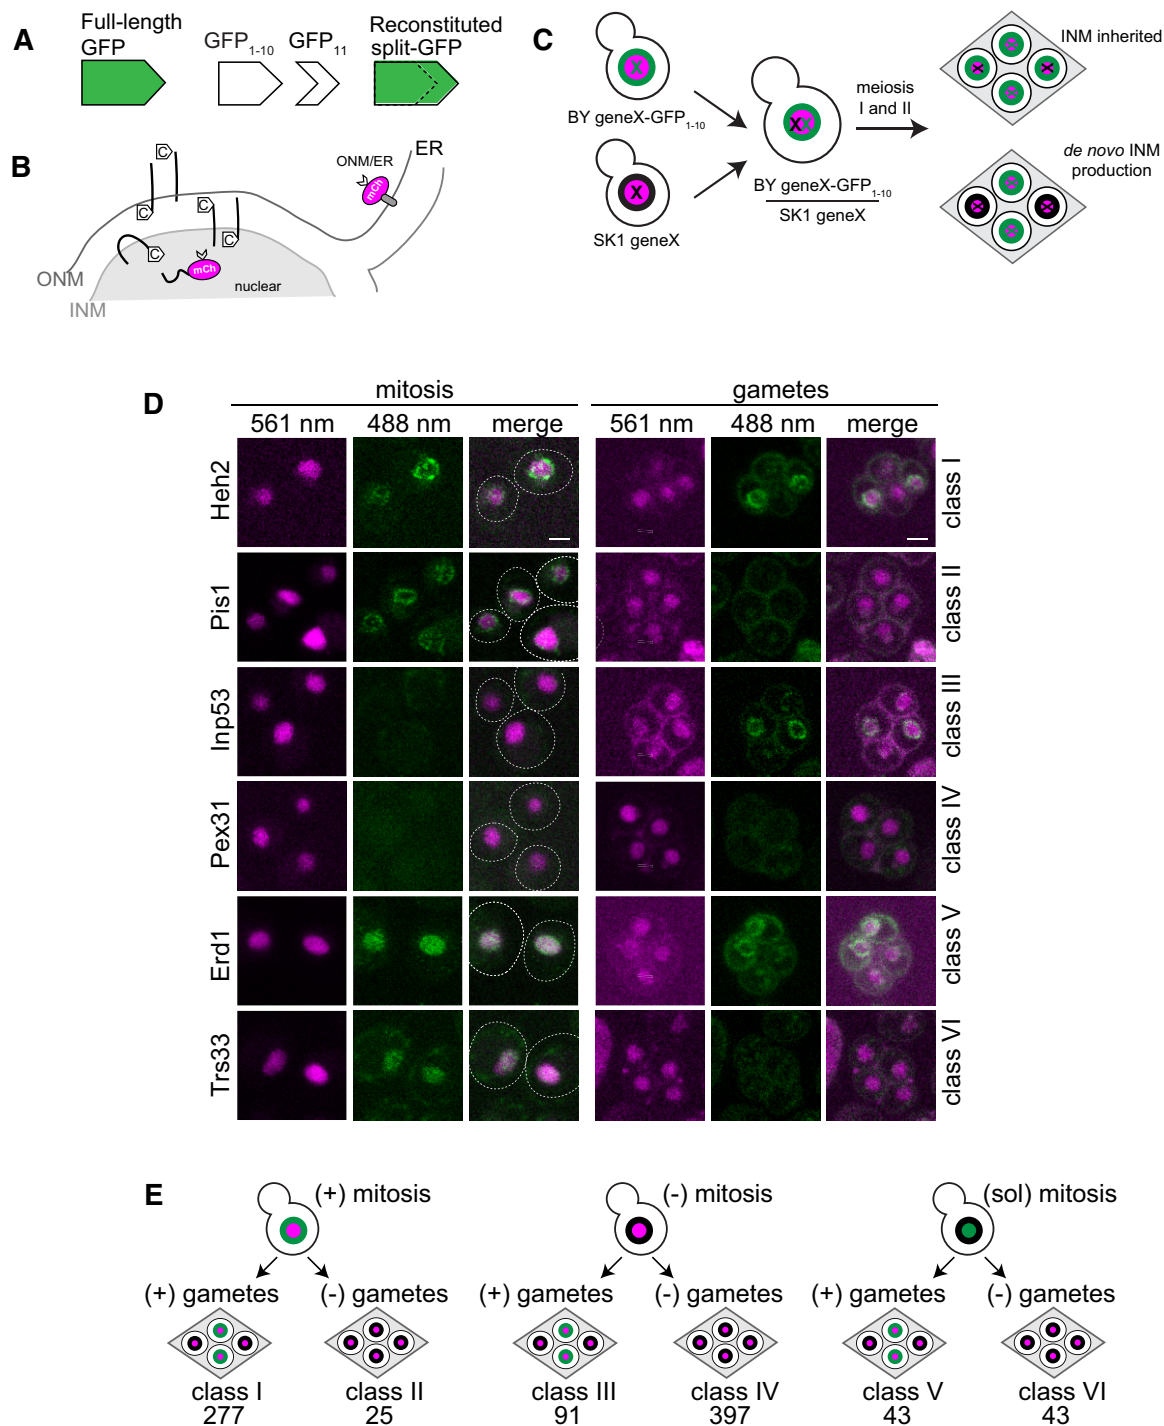 A
Full-length
GFP
GFP1-10
GFP11
Reconstituted
split-GFP
B
C
C
C
C
C
mCh
mCh
ONM/ER
ER
ONM
INM
nuclear
C
X
BY geneX-GFP1-10
X
SK1 geneX
XX
BY geneX-GFP1-10
SK1 geneX
meiosis
I and II
INM inherited
X X X X
de novo INM
production
X X X X
D
mitosis
gametes
561 nm 488 nm merge 561 nm 488 nm merge
Heh2
class I
Pis1
class II
Inp53
class III
Pex31
class IV
Erd1
class V
Trs33
class VI
E
(+) mitosis
(-) mitosis
(sol) mitosis
(+) gametes (-) gametes (+) gametes (-) gametes (+) gametes (-) gametes
class I class II class III class IV class V class VI
277 25 91 397 43 43